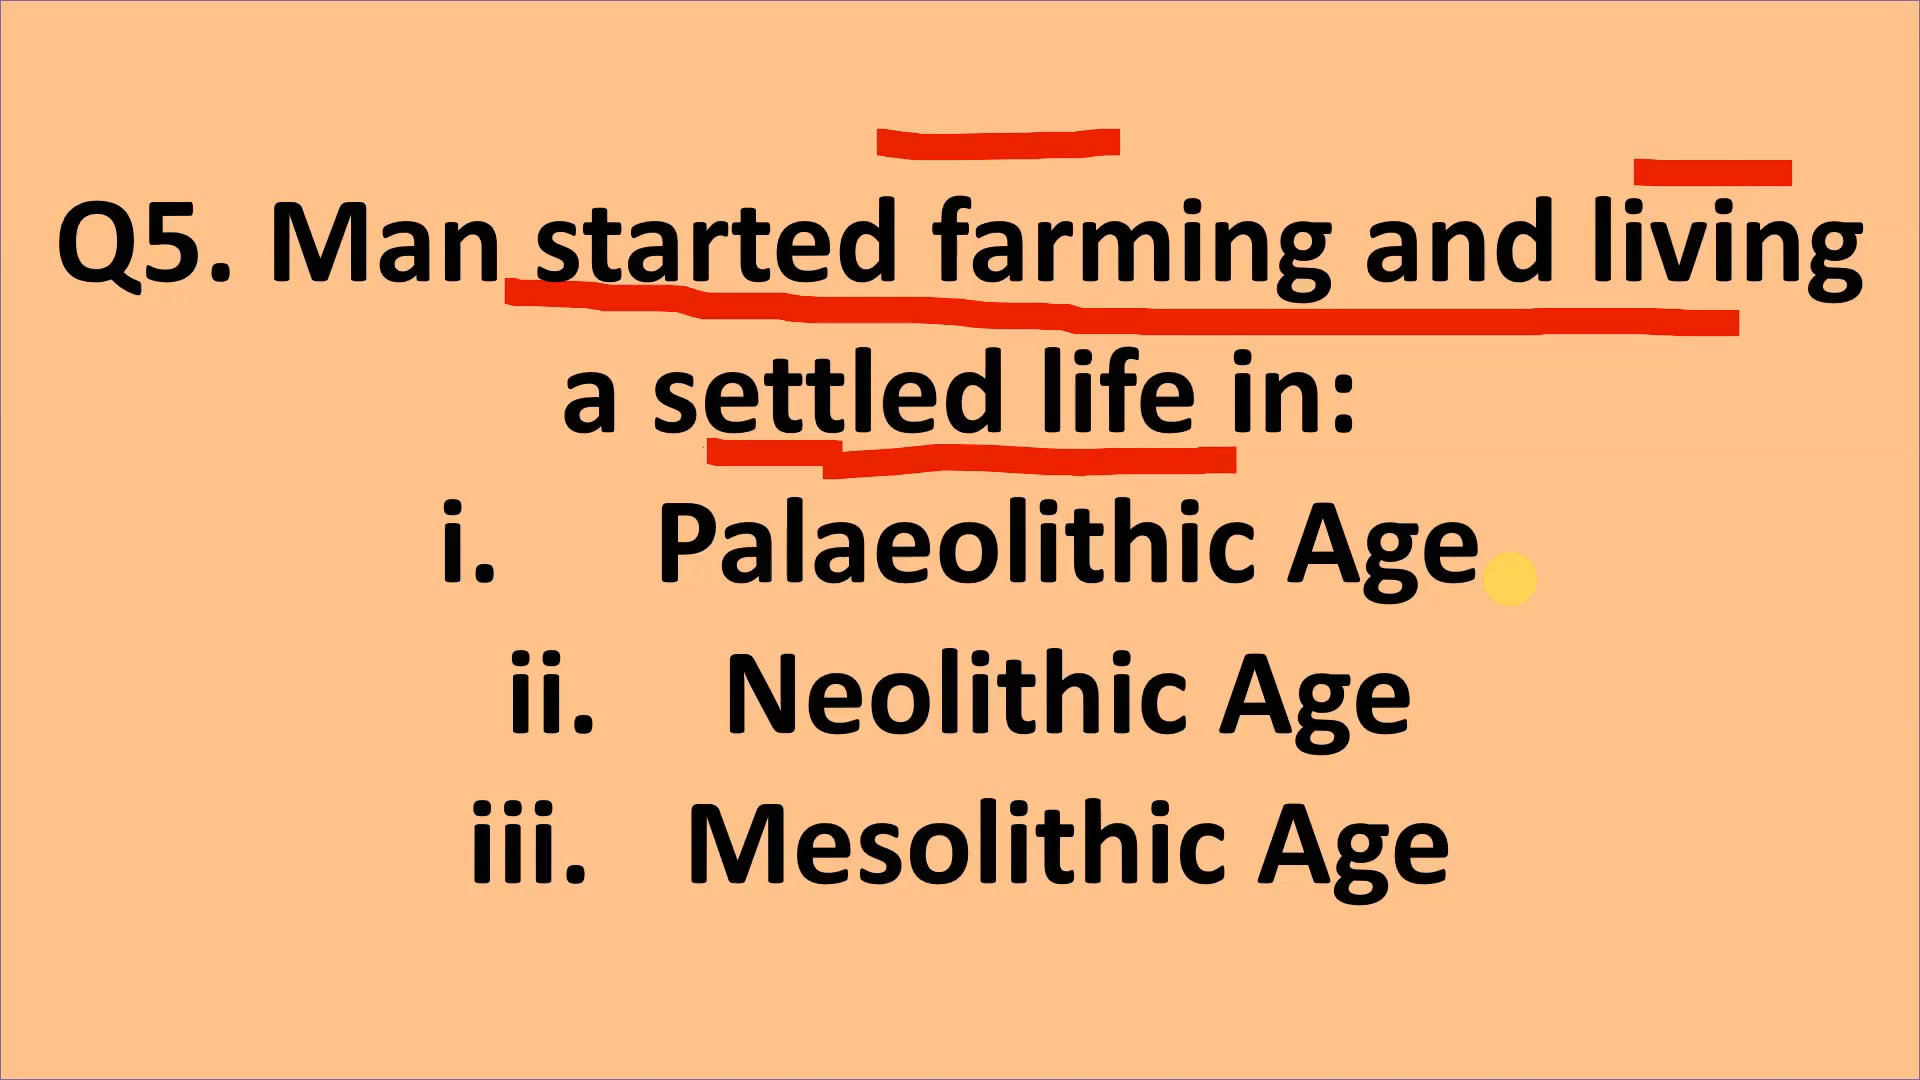 Q5. Man started farming and living
a settled life in:
i. Palaeolithic Age
ii. Neolithic Age
iii. Mesolithic Age